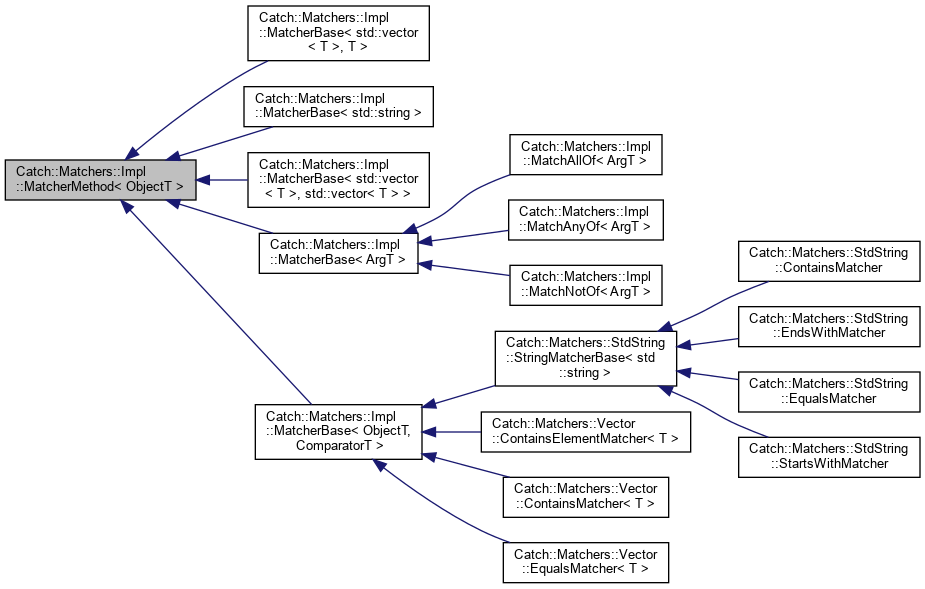 Catch::Matchers::Impl
::MatcherMethod< ObjectT >
Catch::Matchers::Impl
::MatcherBase< std::vector
< T >, T >
Catch::Matchers::Impl
::MatcherBase< std::string >
Catch::Matchers::Impl
::MatcherBase< std::vector
< T >, std::vector< T > >
Catch::Matchers::Impl
::MatcherBase< ArgT >
Catch::Matchers::Impl
::MatcherBase< ObjectT,
ComparatorT >
Catch::Matchers::Impl
::MatchAllOf< ArgT >
Catch::Matchers::Impl
::MatchAnyOf< ArgT >
Catch::Matchers::Impl
::MatchNotOf< ArgT >
Catch::Matchers::StdString
::StringMatcherBase< std
::string >
Catch::Matchers::Vector
::ContainsElementMatcher< T >
Catch::Matchers::Vector
::ContainsMatcher< T >
Catch::Matchers::Vector
::EqualsMatcher< T >
Catch::Matchers::StdString
::ContainsMatcher
Catch::Matchers::StdString
::EndsWithMatcher
Catch::Matchers::StdString
::EqualsMatcher
Catch::Matchers::StdString
::StartsWithMatcher